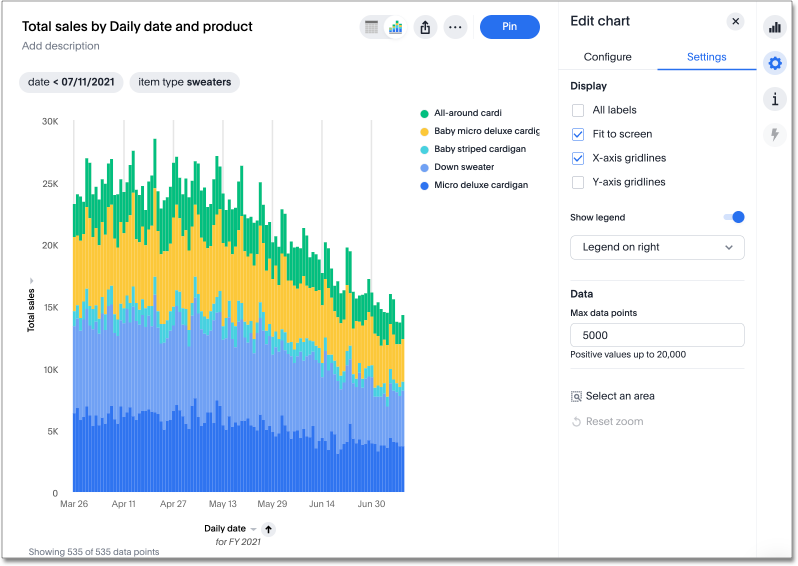 Total sales by Daily date and product
Add description
Pin
date < 07/11/2021
item type sweaters
30K
25K
20K
15K
10K
5K
0
Total sales
Mar 26
Apr 11
Apr 27
May 13
May 29
Jun 14
Jun 30
Daily date
for FY 2021
Showing 535 of 535 data points
All-around cardi
Baby micro deluxe cardig
Baby striped cardigan
Down sweater
Micro deluxe cardigan
Edit chart
Configure
Settings
Display
All labels
Fit to screen
X-axis gridlines
Y-axis gridlines
Show legend
Legend on right
Data
Max data points
5000
Positive values up to 20,000
Select an area
Reset zoom